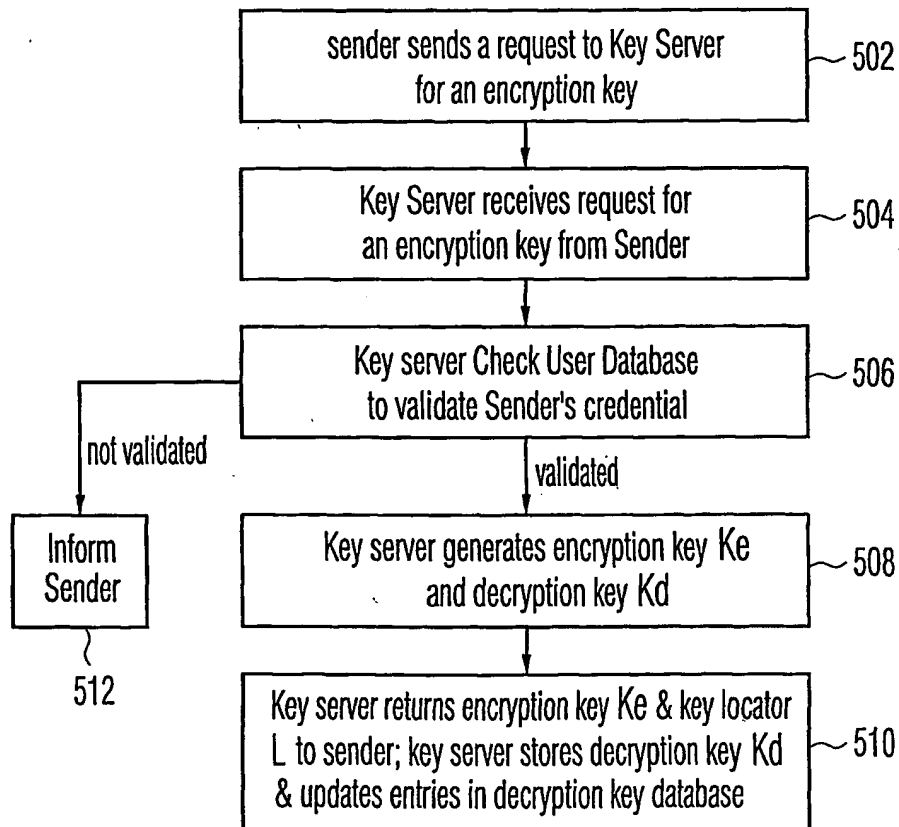 sender sends a request to Key Server
for an encryption key
502
Key Server receives request for
an encryption key from Sender
504
Key server Check User Database
to validate Sender's credential
506
not validated
validated
Inform
Sender
512
Key server generates encryption key Ke
and decryption key Kd
508
Key server returns encryption key Ke & key locator
L to sender; key server stores decryption key Kd
& updates entries in decryption key database
510